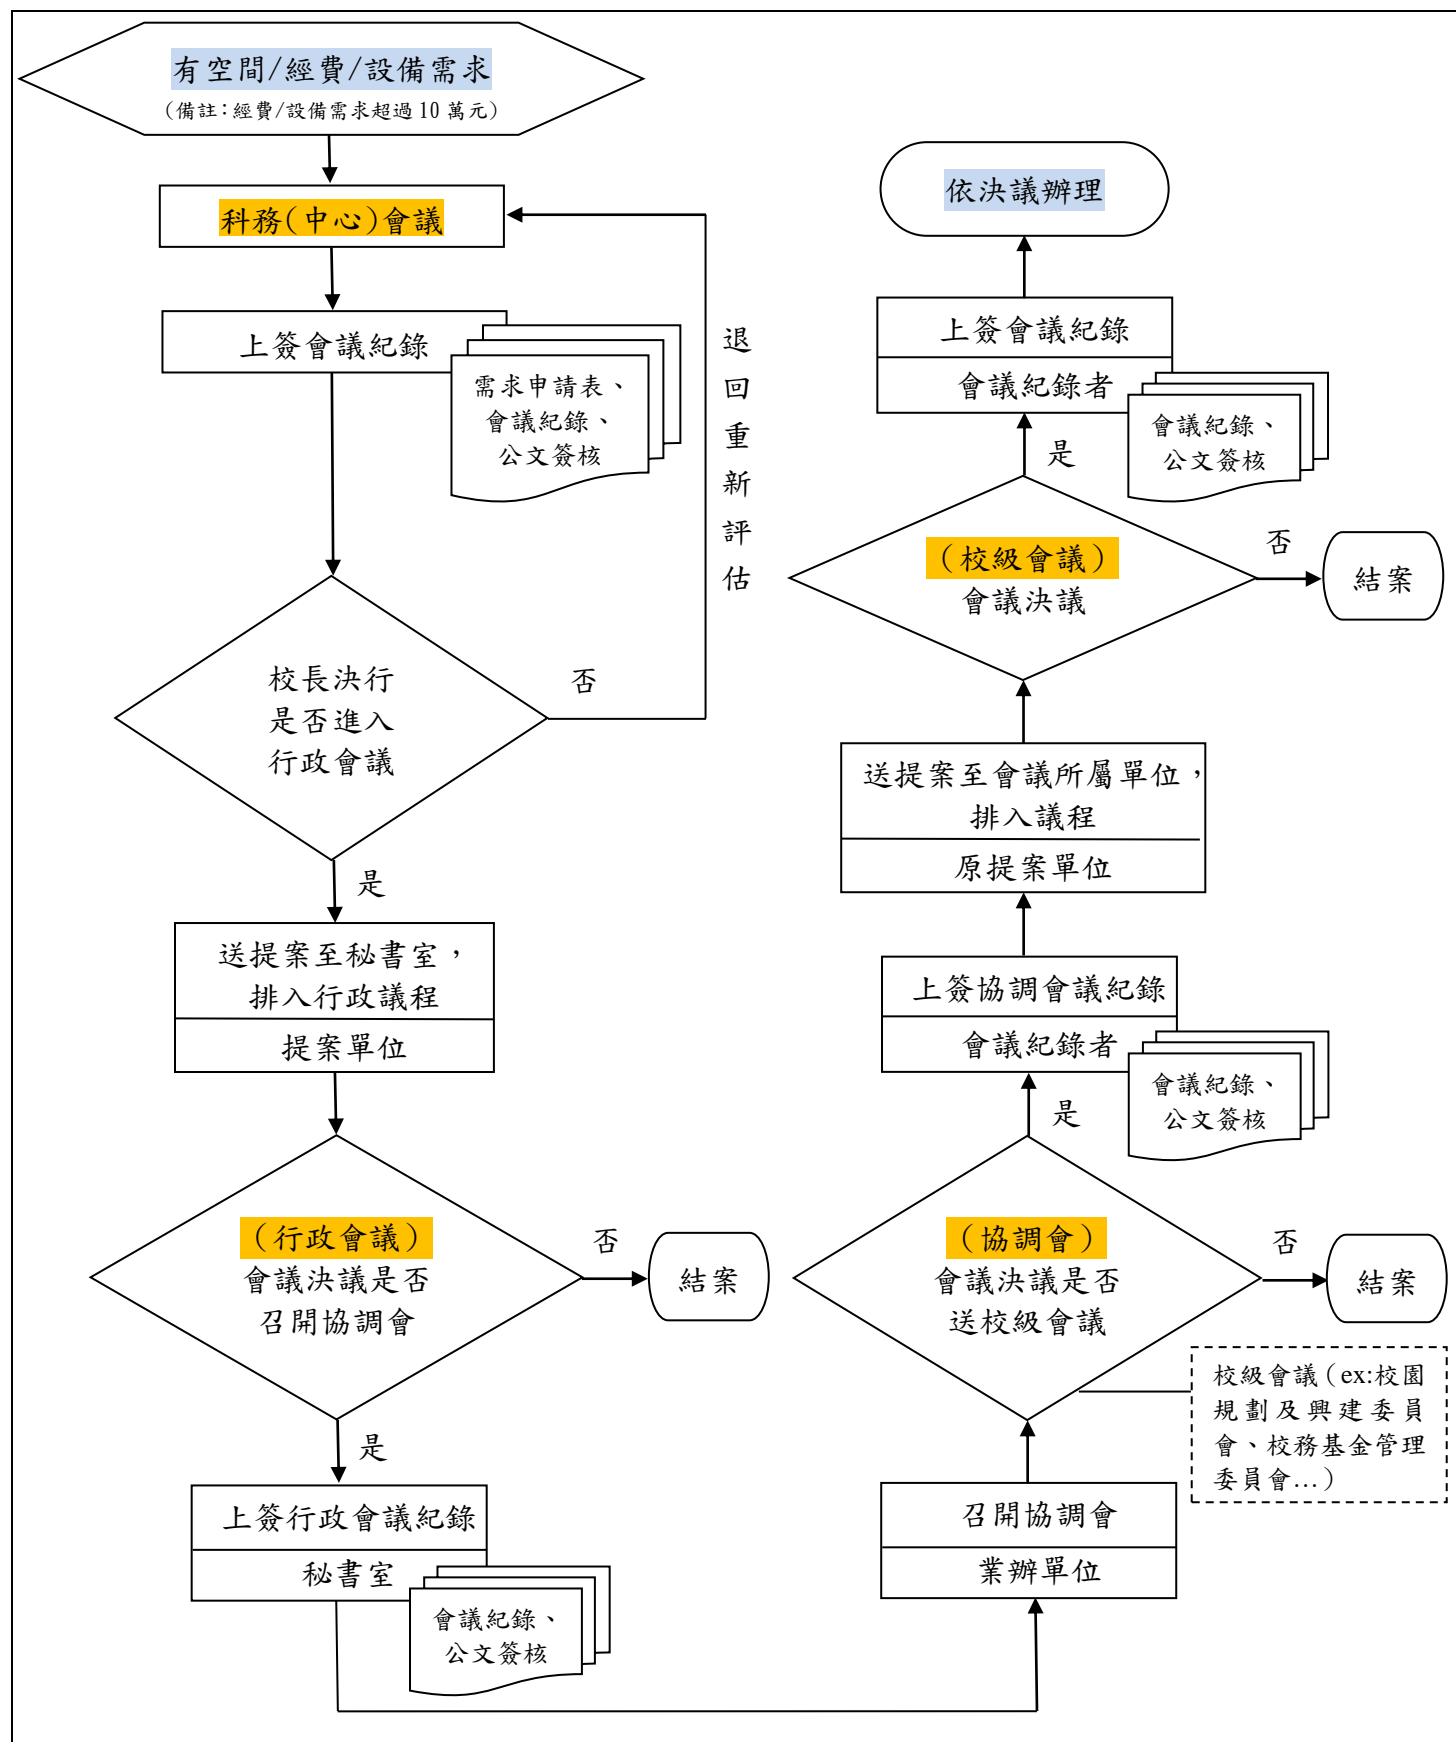 有空間/經費/設備需求
（備註：經費/設備需求超過 10 萬元）
科務(中心)會議
上簽會議紀錄
需求申請表、
會議紀錄、
公文簽核
退
回
重
新
評
估
校長決行
是否進入
行政會議
否
是
送提案至秘書室，
排入行政議程
提案單位
（行政會議）
會議決議是否
召開協調會
否
結案
是
上簽行政會議紀錄
秘書室
會議紀錄、
公文簽核
召開協調會
業辦單位
（協調會）
會議決議是否
送校級會議
否
結案
校級會議（ex:校園
規劃及興建委員
會、校務基金管理
委員會…）
是
上簽協調會議紀錄
會議紀錄者
會議紀錄、
公文簽核
送提案至會議所屬單位，
排入議程
原提案單位
（校級會議）
會議決議
否
結案
是
上簽會議紀錄
會議紀錄者
會議紀錄、
公文簽核
依決議辦理